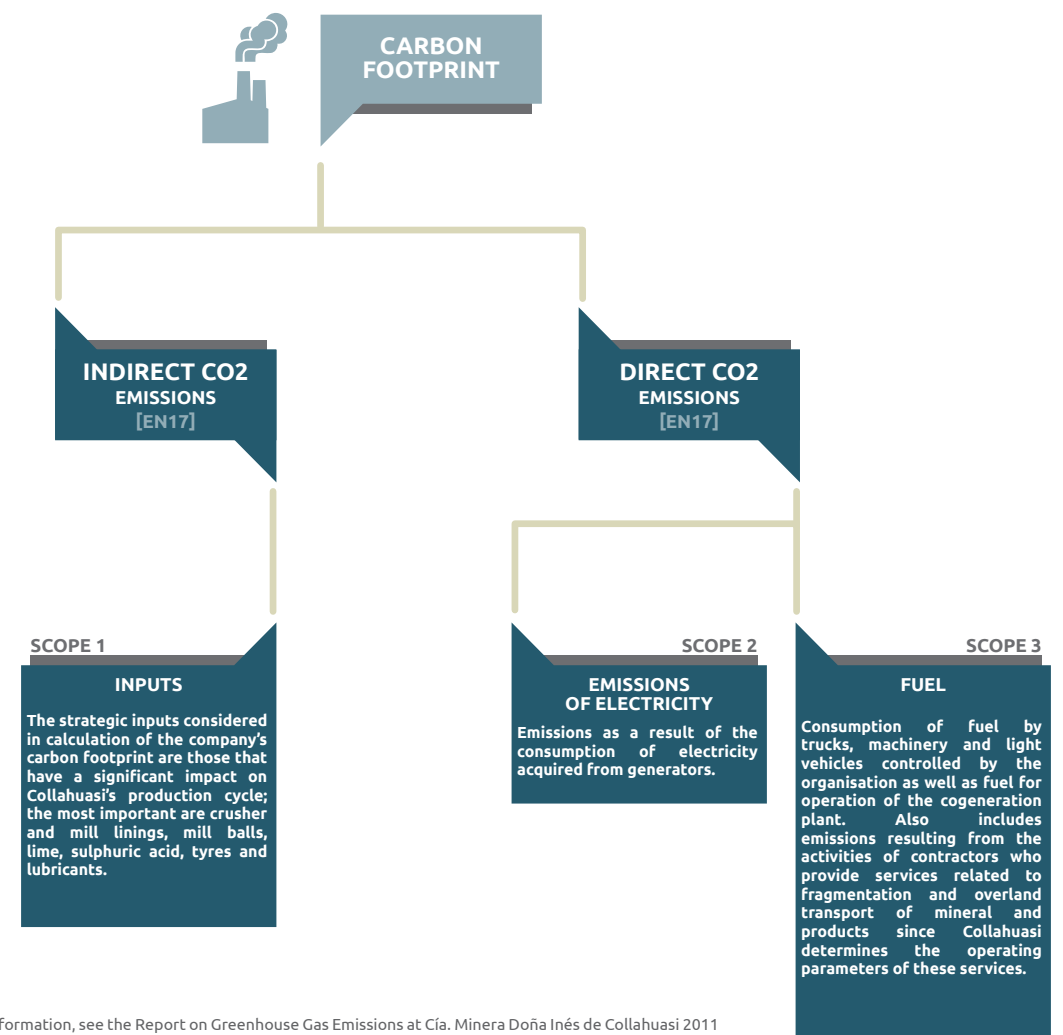 CARBON
FOOTPRINT
INDIRECT CO2
EMISSIONS
[EN17]
DIRECT CO2
EMISSIONS
[EN17]
SCOPE 1
INPUTS
The strategic inputs considered
in calculation of the company's
carbon footprint are those that
have a significant impact on
Collahuasi's production cycle;
the most important are crusher
and mill linings, mill balls,
lime, sulphuric acid, tyres and
lubricants.
SCOPE 2
EMISSIONS
OF ELECTRICITY
Emissions as a result of the
consumption of electricity
acquired from generators.
SCOPE 3
FUEL
Consumption of fuel by
trucks, machinery and light
vehicles controlled by the
organisation as well as fuel for
operation of the cogeneration
plant. Also includes
emissions resulting from the
activities of contractors who
provide services related to
fragmentation and overland
transport of mineral and
products since Collahuasi
determines the operating
parameters of these services.
formation, see the Report on Greenhouse Gas Emissions at Cía. Minera Doña Inés de Collahuasi 2011